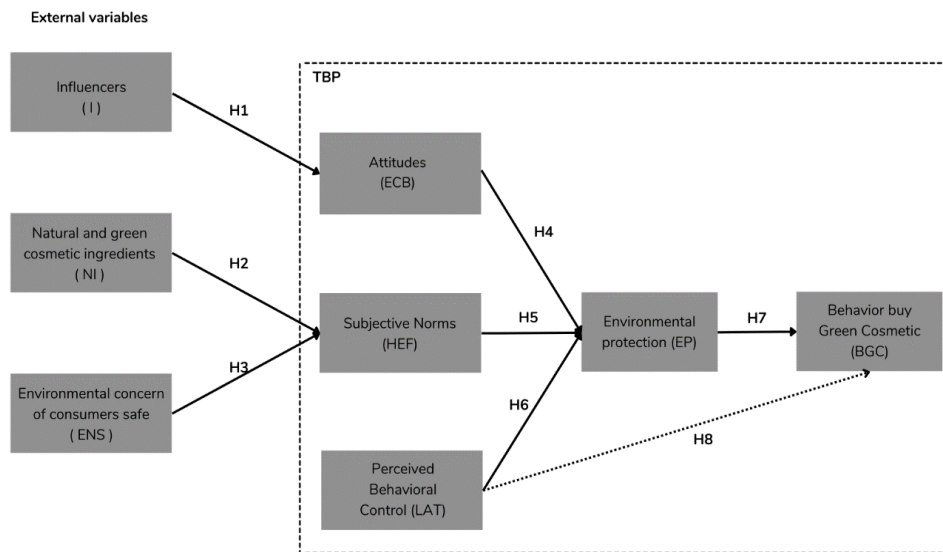 External variables
TBP
Influencers
( I )
H1
Attitudes
(ECB)
Natural and green
cosmetic ingredients
( NI )
H2
H4
Subjective Norms
(HEF)
H5
Environmental
protection (EP)
H7
Behavior buy
Green Cosmetic
(BGC)
H3
Environmental concern
of consumers safe
( ENS )
H6
H8
Perceived
Behavioral
Control (LAT)